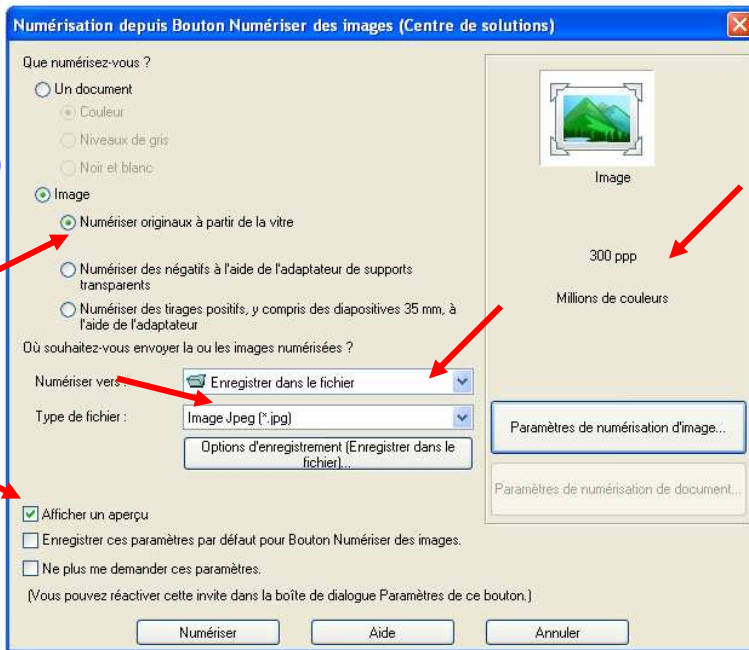 Numérisation depuis Bouton Numériser des images (Centre de solutions)
Que numérisez-vous ?
Un document
Couleur
Niveaux de gris
Noir et blanc
Image
Numériser originaux à partir de la vitre
Numériser des négatifs à l'aide de l'adaptateur de supports
transparents
Numériser des tirages positifs, y compris des diapositives 35 mm, à
l'aide de l'adaptateur
Où souhaitez-vous envoyer la ou les images numérisées ?
Numériser vers :
Enregistrer dans le fichier
Type de fichier :
Image Jpeg (*.jpg)
Options d'enregistrement (Enregistrer dans le
fichier)...
Afficher un aperçu
Enregistrer ces paramètres par défaut pour Bouton Numériser des images.
Ne plus me demander ces paramètres.
(Vous pouvez réactiver cette invite dans la boîte de dialogue Paramètres de ce bouton.)
Numériser
Aide
Annuler
Image
300 ppp
Millions de couleurs
Paramètres de numérisation d'image...
Paramètres de numérisation de document...